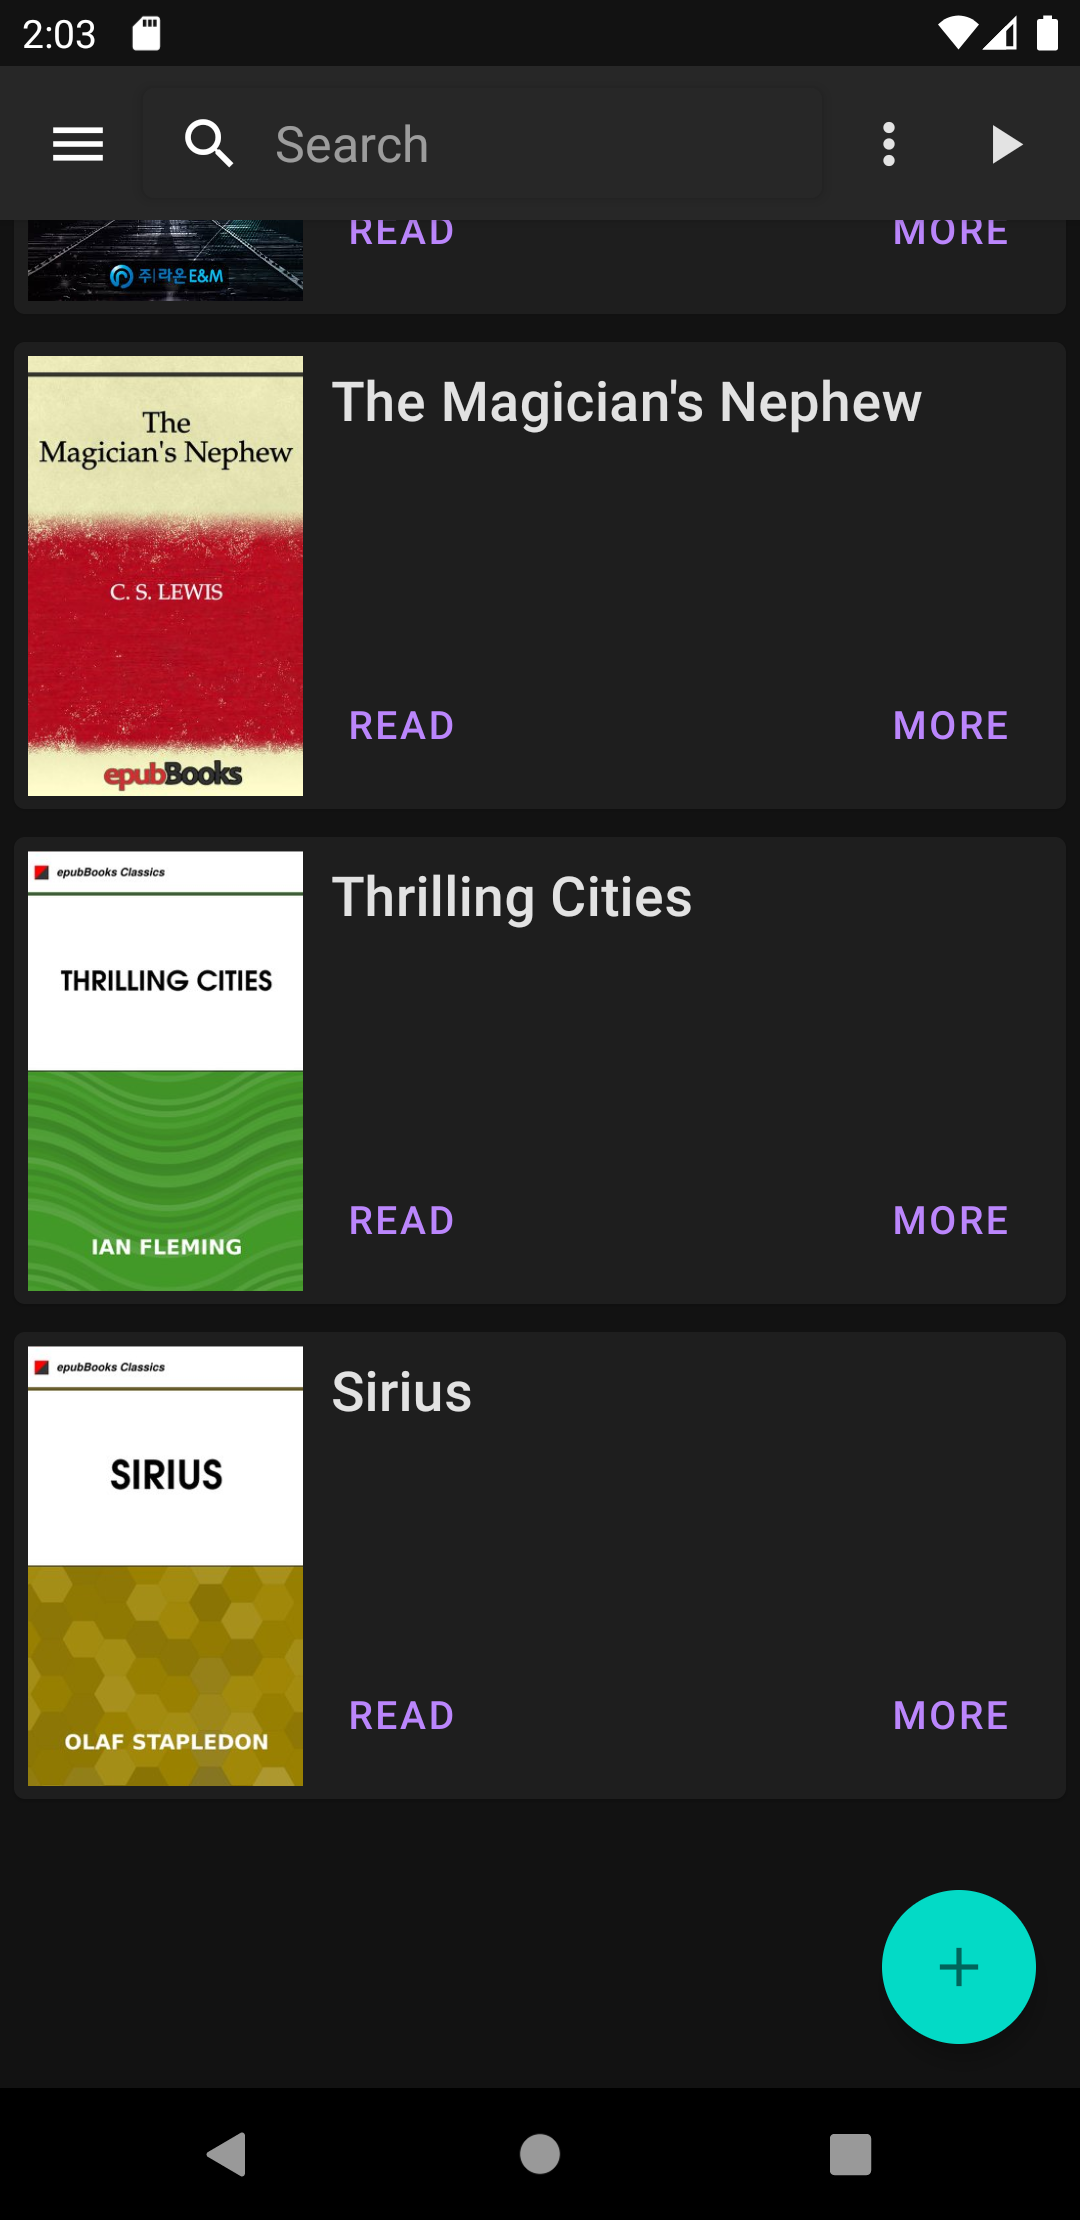 2:03
Search
READ
MORE
주|라온E&M
The
Magician's Nephew
C. S. LEWIS
epubBooks
The Magician's Nephew
READ
MORE
epubBooks Classics
THRILLING CITIES
IAN FLEMING
Thrilling Cities
READ
MORE
epubBooks Classics
SIRIUS
OLAF STAPLEDON
Sirius
READ
MORE